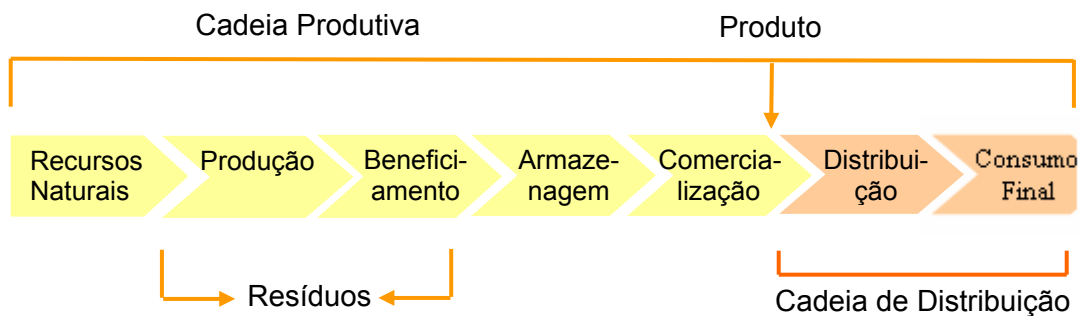 Cadeia Produtiva
Produto
Recursos
Naturais
Produção
Benefici-
amento
Armaze-
nagem
Comercia-
lização
Distribui-
ção
Consumo
Final
Resíduos
Cadeia de Distribuição